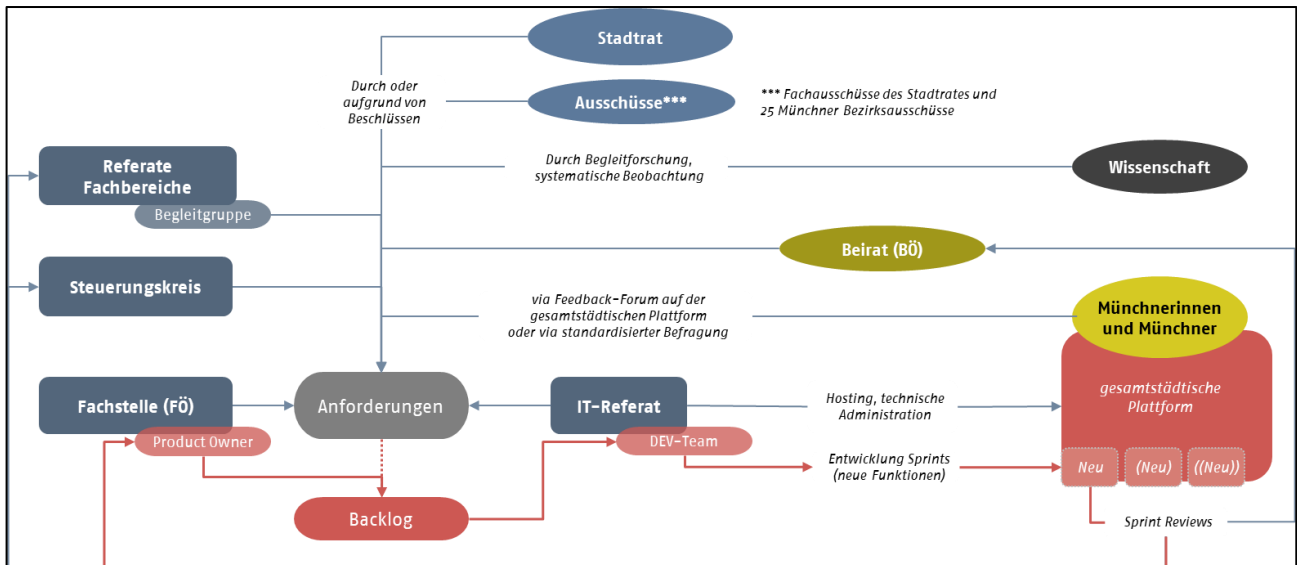 Stadtrat
Durch oder
aufgrund von
Beschlüssen
Ausschüsse***
*** Fachausschüsse des Stadtrates und
25 Münchner Bezirksausschüsse
Referate
Fachbereiche
Begleitgruppe
Durch Begleitforschung,
systematische Beobachtung
Wissenschaft
Beirat (BÖ)
Steuerungskreis
via Feedback-Forum auf der
gesamtstädtischen Plattform
oder via standardisierter Befragung
Münchnerinnen
und Münchner
Fachstelle (FÖ)
Product Owner
Anforderungen
IT-Referat
DEV-Team
Hosting, technische
Administration
gesamtstädtische
Plattform
Entwicklung Sprints
(neue Funktionen)
Neu
(Neu)
((Neu))
Backlog
Sprint Reviews